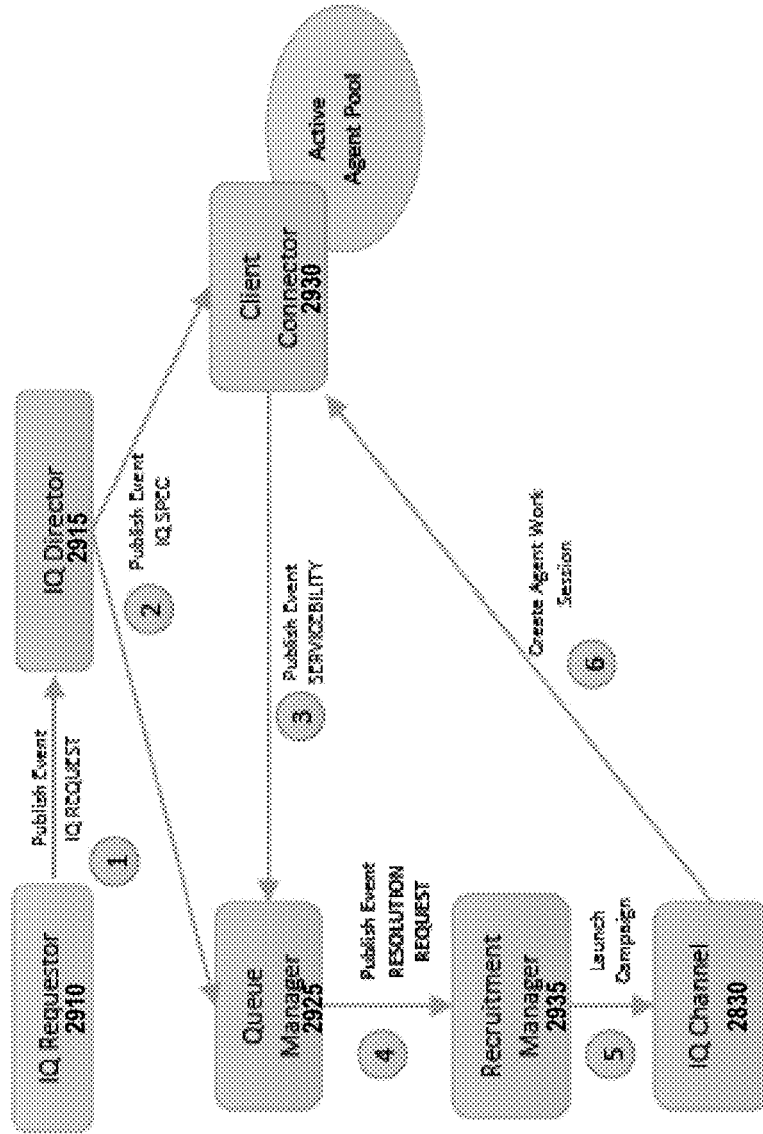 IQ Requestor
2910
Publish Event
IQ REQUEST
1
IQ Director
2915
Publish Event
IQ SPEC
2
Queue
Manager
2925
Publish Event
SERVICEBILITY
3
Client
Connector
2930
Active
Agent Pool
Publish Event
RESOLUTION
REQUEST
4
Recruitment
Manager
2935
Launch
Campaign
5
IQ Channel
2830
Create Agent Work
Session
6